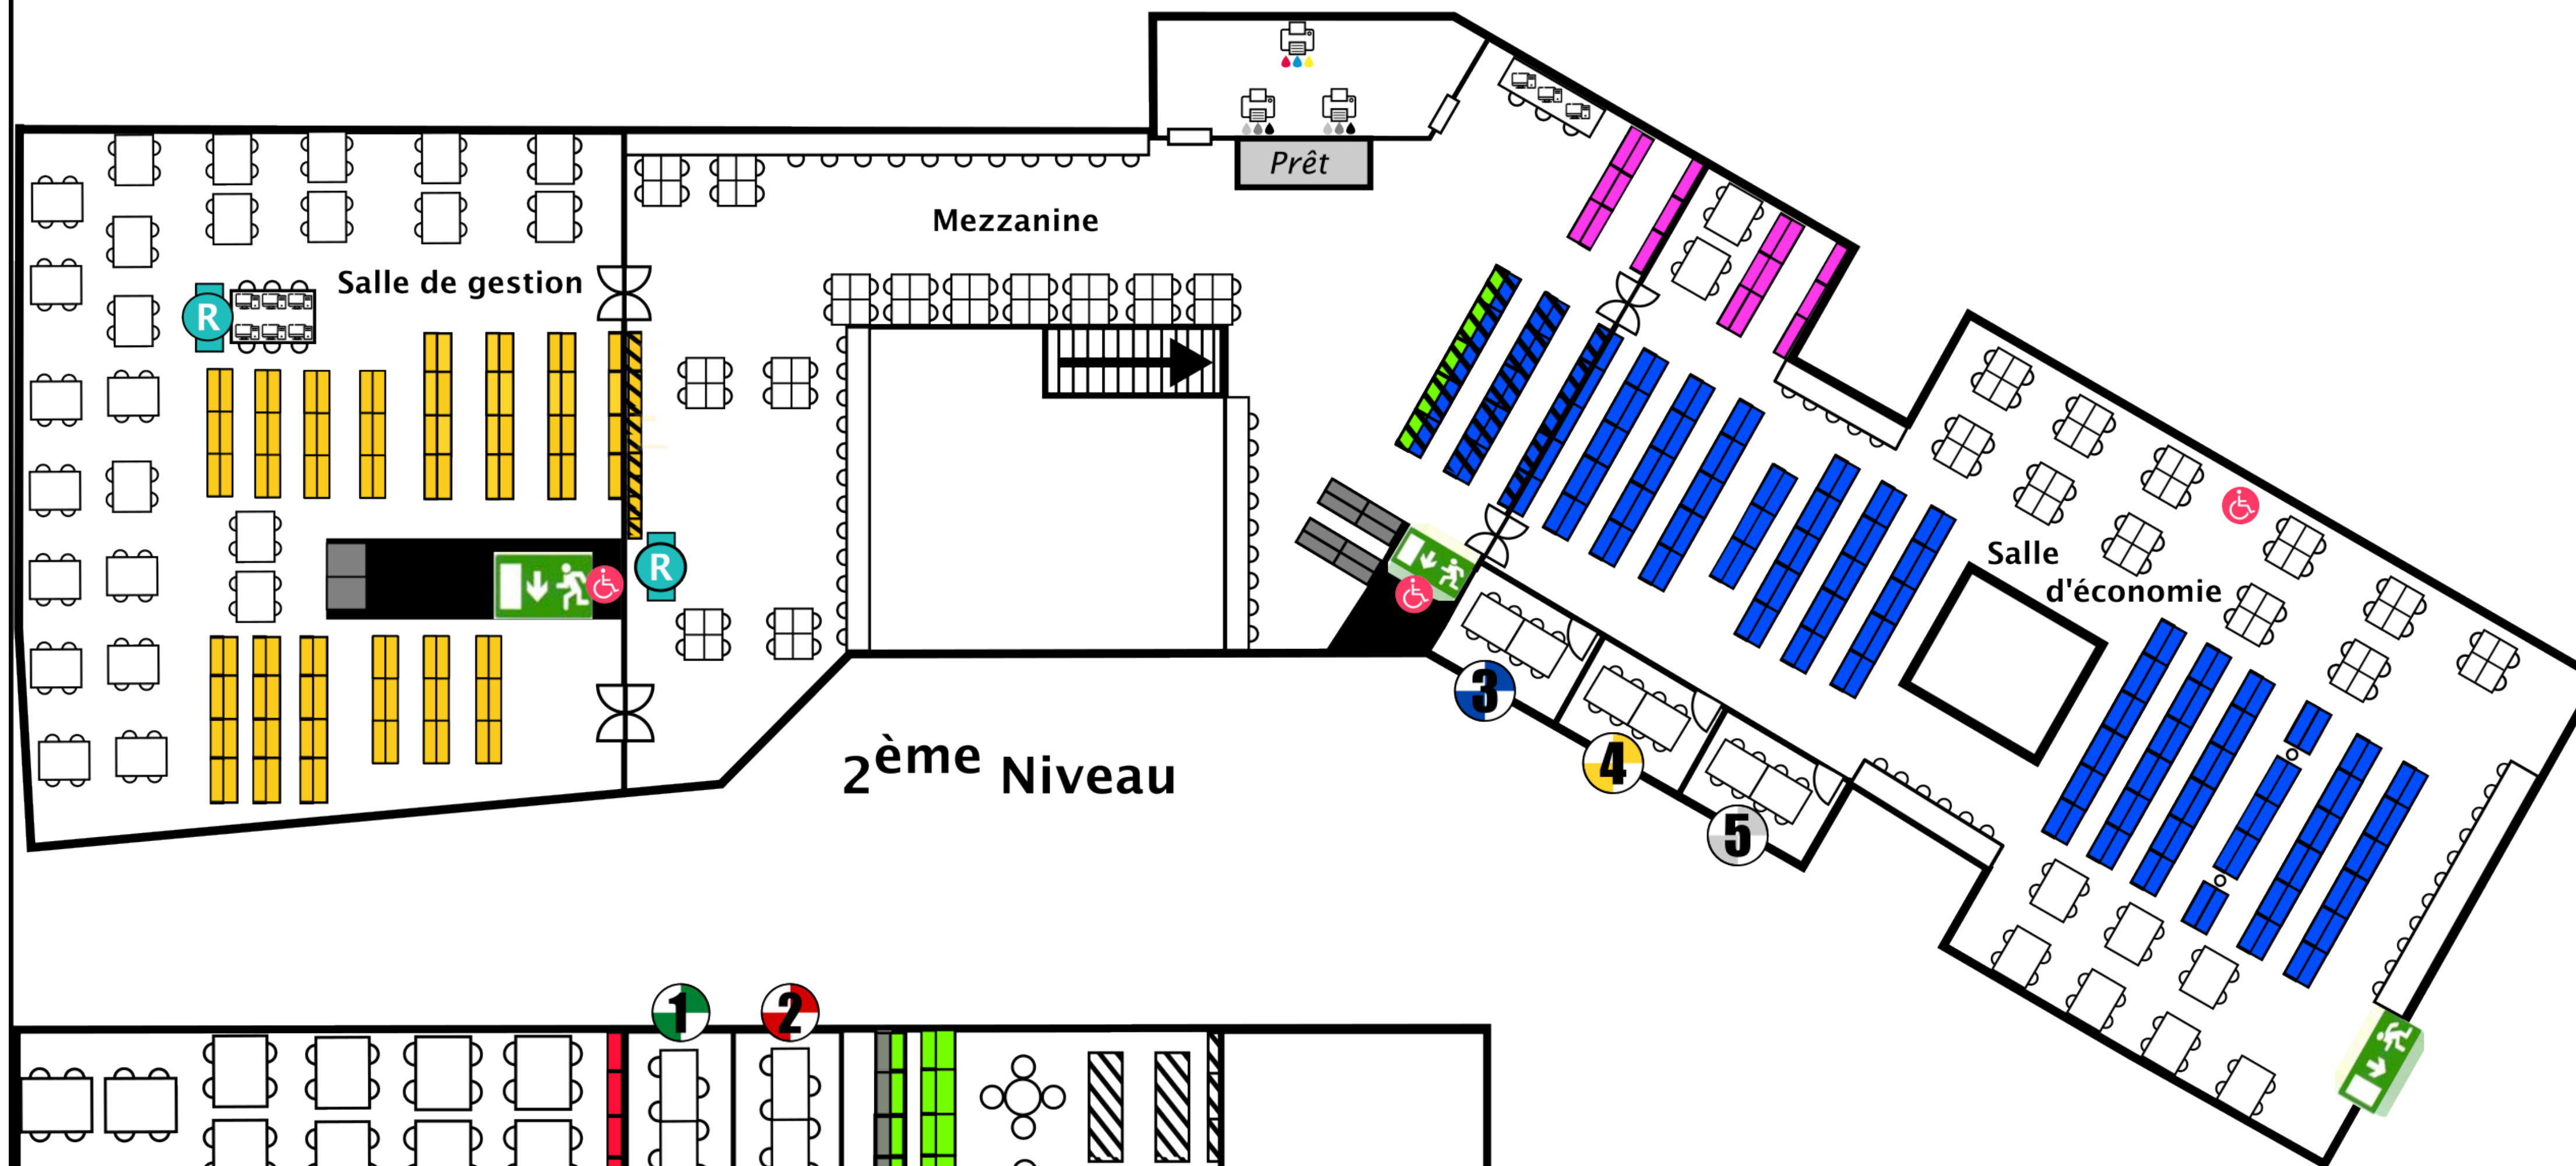 Prêt
Mezzanine
Salle de gestion
R
R
Salle
d'économie
2ème Niveau
3
4
5
1
2